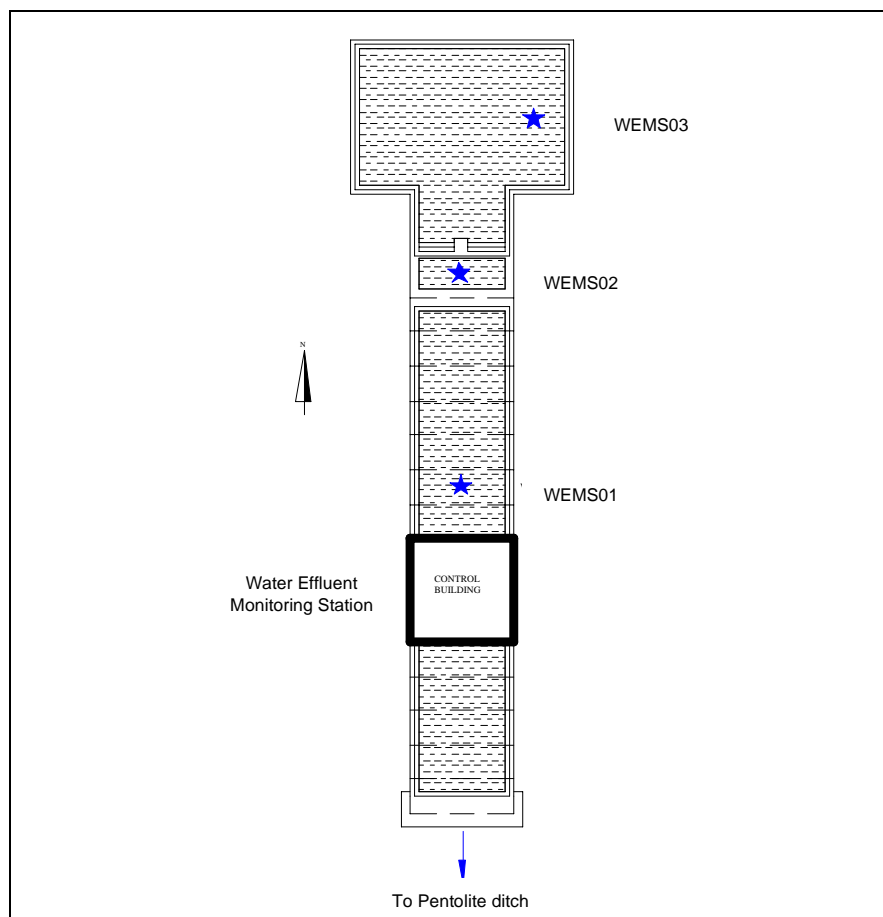 WEMS03
WEMS02
N
WEMS01
CONTROL
BUILDING
Water Effluent
Monitoring Station
To Pentolite ditch